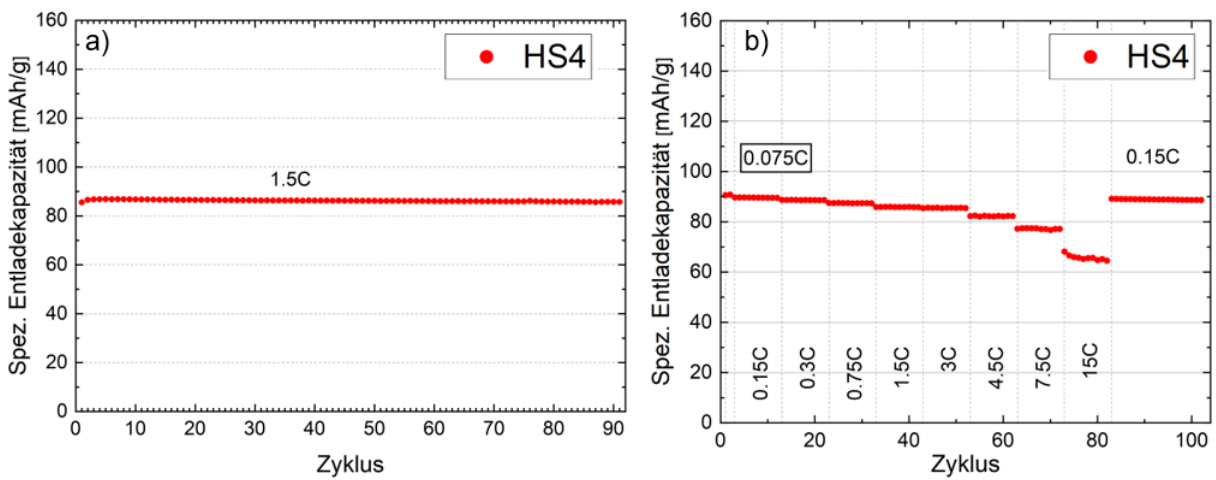 a)
HS4
1.5C
Spez. Entladekapazität [mAh/g]
160
140
120
100
80
60
40
20
0
0 10 20 30 40 50 60 70 80 90
Zyklus
b)
HS4
0.075C
0.15C
Spez. Entladekapazität [mAh/g]
160
140
120
100
80
60
40
20
0
0.15C
0.3C
0.75C
1.5C
3C
4.5C
7.5C
15C
0 20 40 60 80 100
Zyklus